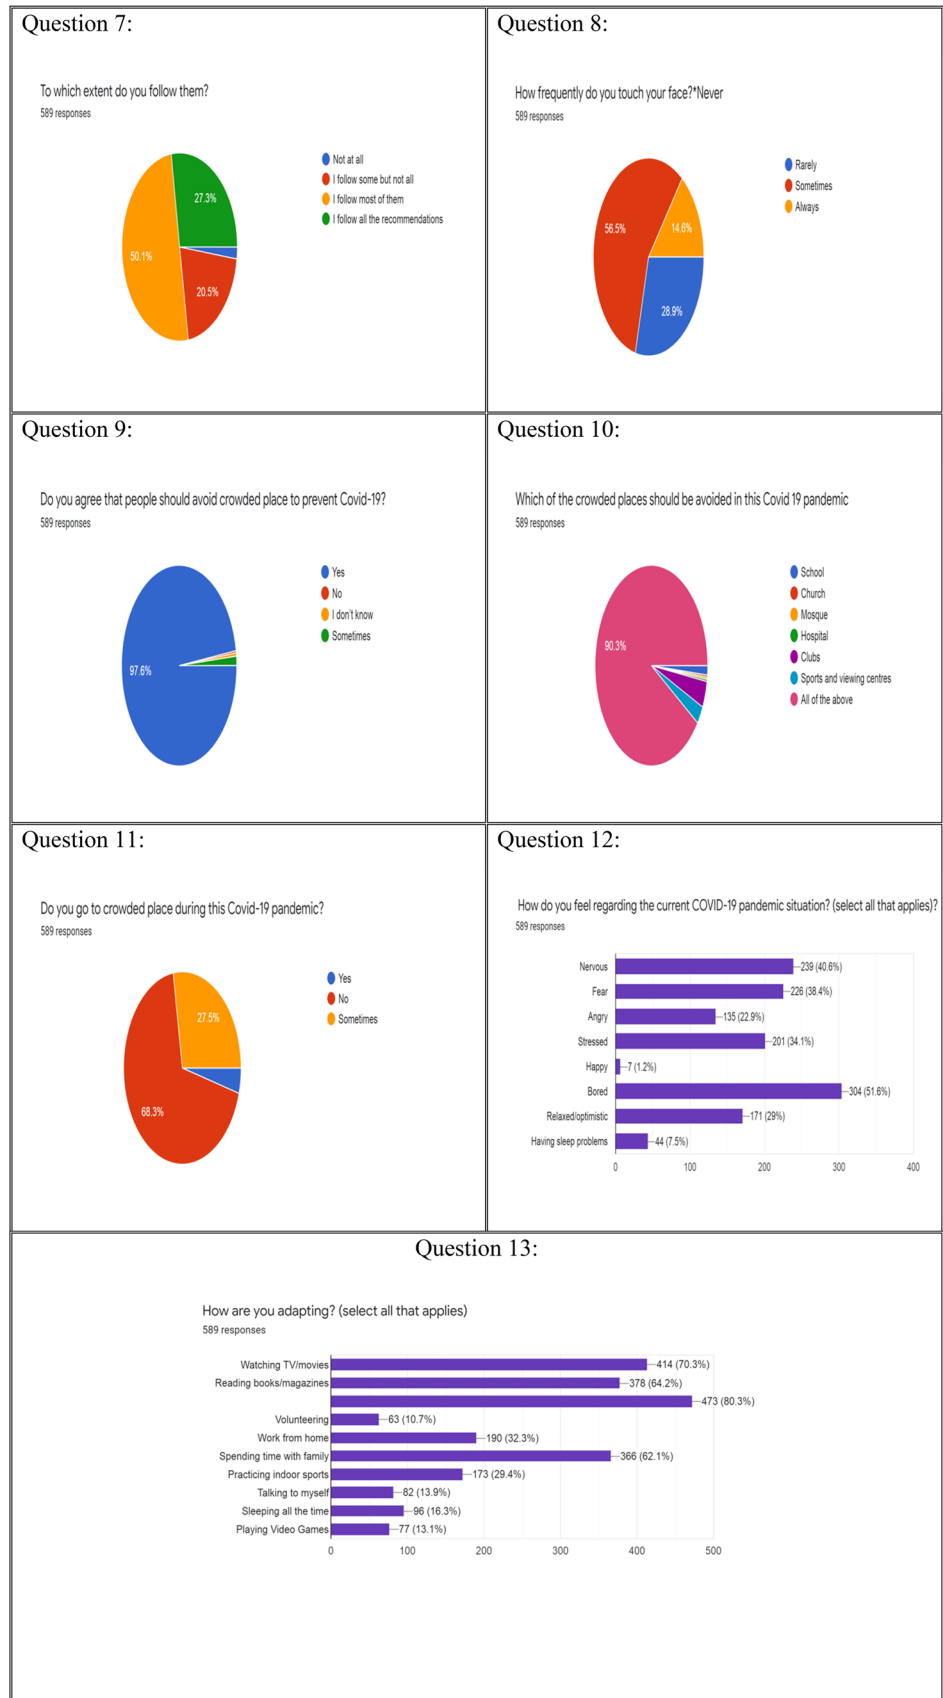 Question 7:
To which extent do you follow them?
589 responses
27.3%
50.1%
20.5%
Not at all
I follow some but not all
I follow most of them
I follow all the recommendations
Question 8:
How frequently do you touch your face?*Never
589 responses
56.5%
14.6%
28.9%
Rarely
Sometimes
Always
Question 9:
Do you agree that people should avoid crowded place to prevent Covid-19?
589 responses
97.6%
Yes
No
I don't know
Sometimes
Question 10:
Which of the crowded places should be avoided in this Covid 19 pandemic
589 responses
90.3%
School
Church
Mosque
Hospital
Clubs
Sports and viewing centres
All of the above
Question 11:
Do you go to crowded place during this Covid-19 pandemic?
589 responses
27.5%
68.3%
Yes
No
Sometimes
Question 12:
How do you feel regarding the current COVID-19 pandemic situation? (select all that applies)?
589 responses
Nervous 239 (40.6%)
Fear 226 (38.4%)
Angry 135 (22.9%)
Stressed 201 (34.1%)
Happy 7 (1.2%)
Bored 304 (51.6%)
Relaxed/optimistic 171 (29%)
Having sleep problems 44 (7.5%)
0 100 200 300 400
Question 13:
How are you adapting? (select all that applies)
589 responses
Watching TV/movies 414 (70.3%)
Reading books/magazines 378 (64.2%)
473 (80.3%)
Volunteering 63 (10.7%)
Work from home 190 (32.3%)
Spending time with family 366 (62.1%)
Practicing indoor sports 173 (29.4%)
Talking to myself 82 (13.9%)
Sleeping all the time 96 (16.3%)
Playing Video Games 77 (13.1%)
0 100 200 300 400 500